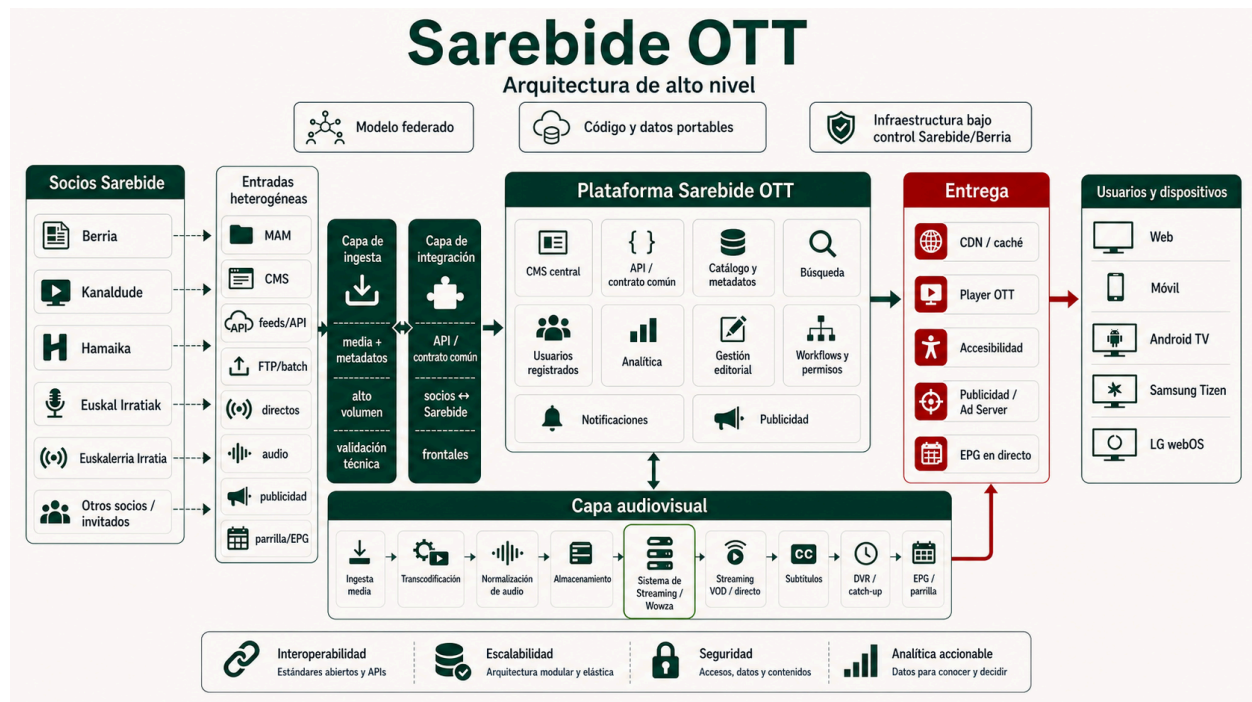 Sarebide OTT
Arquitectura de alto nivel
Modelo federado
Código y datos portables
Infraestructura bajo
control Sarebide/Berria
Socios Sarebide
Berria
Kanaldude
Hamaika
Euskal Irratiak
Euskalerria Irratia
Otros socios /
invitados
Entradas
heterogéneas
MAM
CMS
API
feeds/API
FTP/batch
directos
audio
publicidad
parrilla/EPG
Capa de
ingesta
media +
metadatos
alto
volumen
validación
técnica
Capa de
integración
API /
contrato común
socios ↔
Sarebide
frontales
Plataforma Sarebide OTT
CMS central
{ }
API /
contrato común
Catálogo y
metadatos
Búsqueda
Usuarios
registrados
Analítica
Gestión
editorial
Workflows y
permisos
Notificaciones
Publicidad
Entrega
CDN / caché
Player OTT
Accesibilidad
Publicidad /
Ad Server
EPG en directo
Usuarios y dispositivos
Web
Móvil
Android TV
Samsung Tizen
LG webOS
Capa audiovisual
Ingesta
media
Transcodificación
Normalización
de audio
Almacenamiento
Sistema de
Streaming /
Wowza
Streaming
VOD / directo
CC
Subtítulos
DVR /
catch-up
EPG /
parrilla
Interoperabilidad
Estándares abiertos y APIs
Escalabilidad
Arquitectura modular y elástica
Seguridad
Accesos, datos y contenidos
Analítica accionable
Datos para conocer y decidir